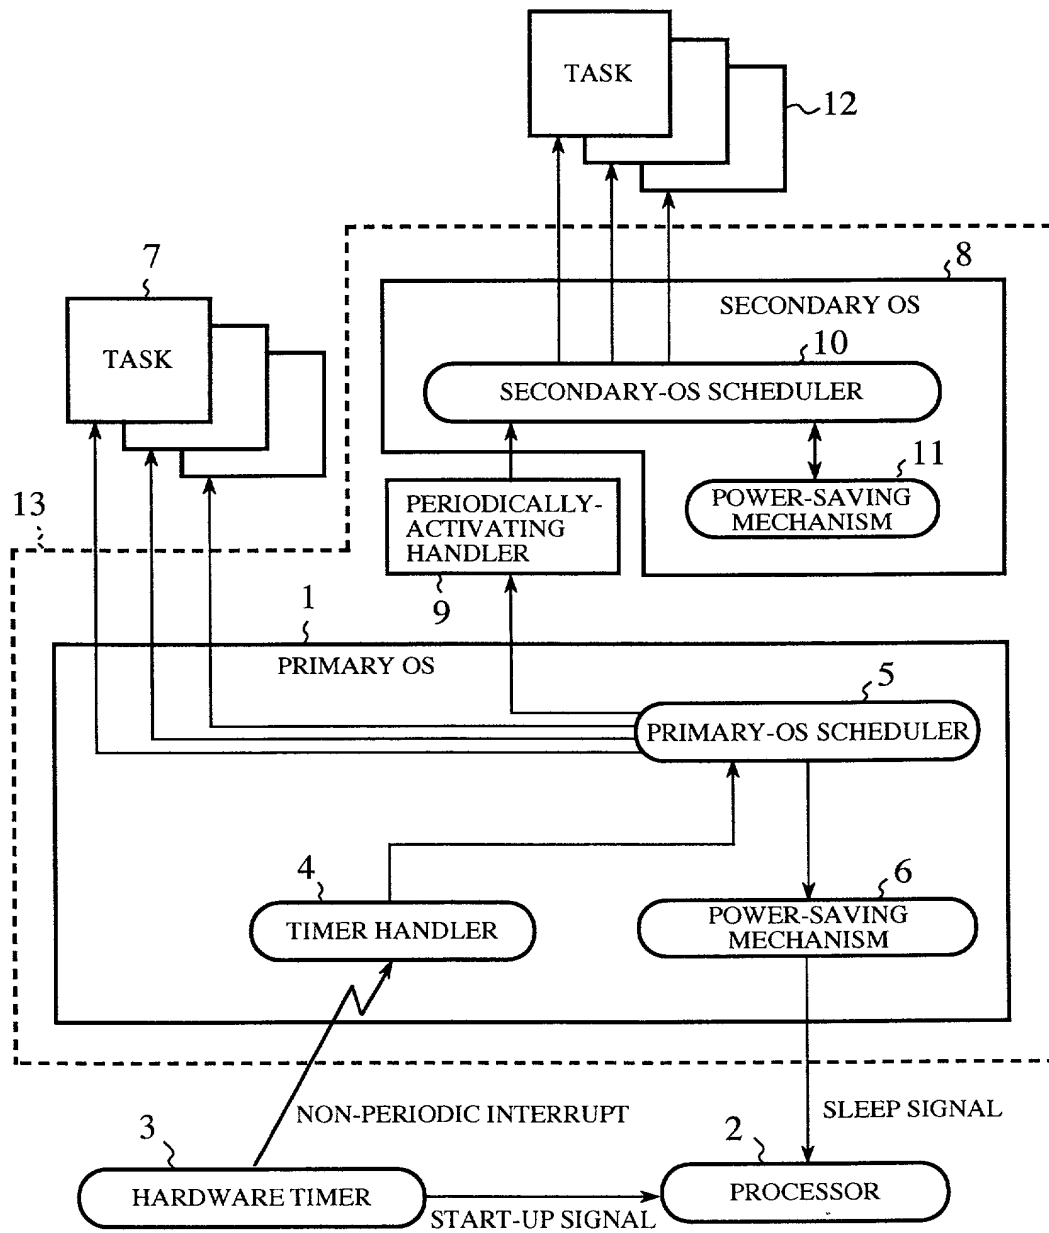 TASK
12
7
8
SECONDARY OS
TASK
10
SECONDARY-OS SCHEDULER
11
13
PERIODICALLY-
ACTIVATING
HANDLER
POWER-SAVING
MECHANISM
9
1
PRIMARY OS
5
PRIMARY-OS SCHEDULER
4
6
TIMER HANDLER
POWER-SAVING
MECHANISM
NON-PERIODIC INTERRUPT
SLEEP SIGNAL
3
2
HARDWARE TIMER
PROCESSOR
START-UP SIGNAL